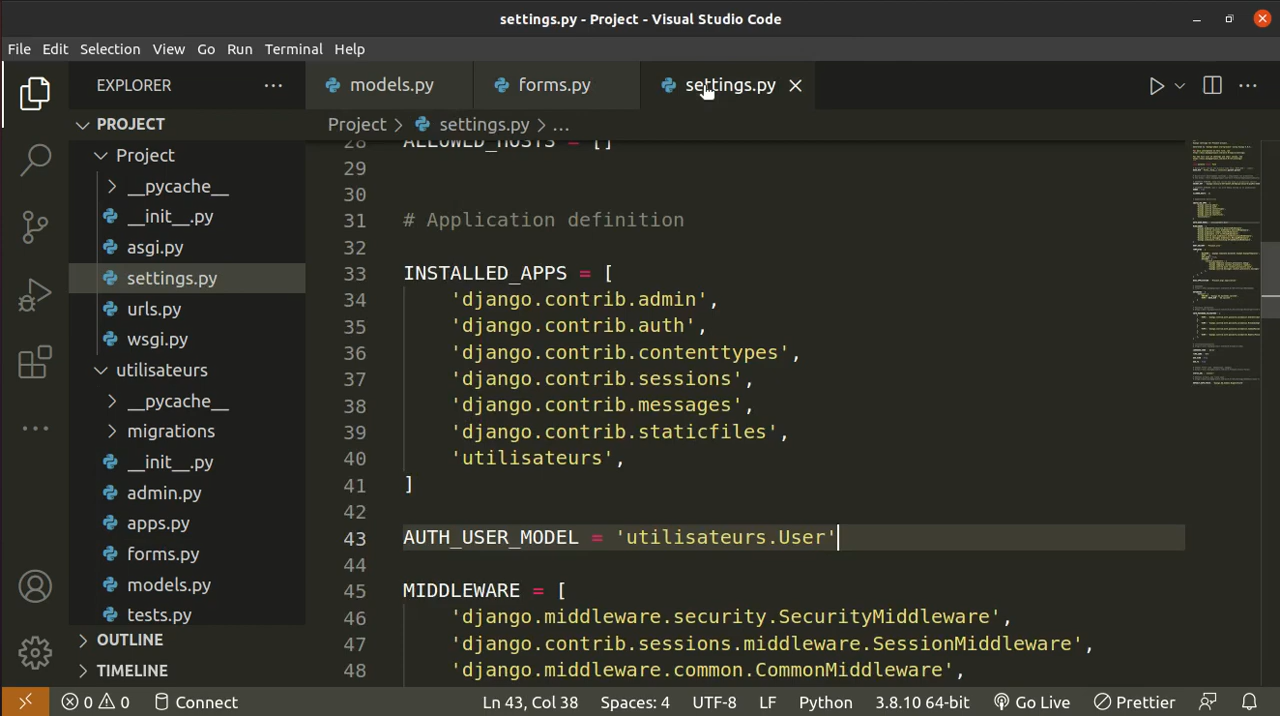 settings.py - Project - Visual Studio Code
File Edit Selection View Go Run Terminal Help
EXPLORER
models.py
forms.py
settings.py
PROJECT
Project > settings.py > ...
Project
__pycache__
__init__.py
asgi.py
settings.py
urls.py
wsgi.py
utilisateurs
__pycache__
migrations
__init__.py
admin.py
apps.py
forms.py
models.py
tests.py
OUTLINE
TIMELINE
28 ALLOWED_HOSTS = []
29
30
31 # Application definition
32
33 INSTALLED_APPS = [
34 'django.contrib.admin',
35 'django.contrib.auth',
36 'django.contrib.contenttypes',
37 'django.contrib.sessions',
38 'django.contrib.messages',
39 'django.contrib.staticfiles',
40 'utilisateurs',
41 ]
42
43 AUTH_USER_MODEL = 'utilisateurs.User'
44
45 MIDDLEWARE = [
46 'django.middleware.security.SecurityMiddleware',
47 'django.contrib.sessions.middleware.SessionMiddleware',
48 'django.middleware.common.CommonMiddleware',
0 0 Connect Ln 43, Col 38 Spaces: 4 UTF-8 LF Python 3.8.10 64-bit Go Live Prettier